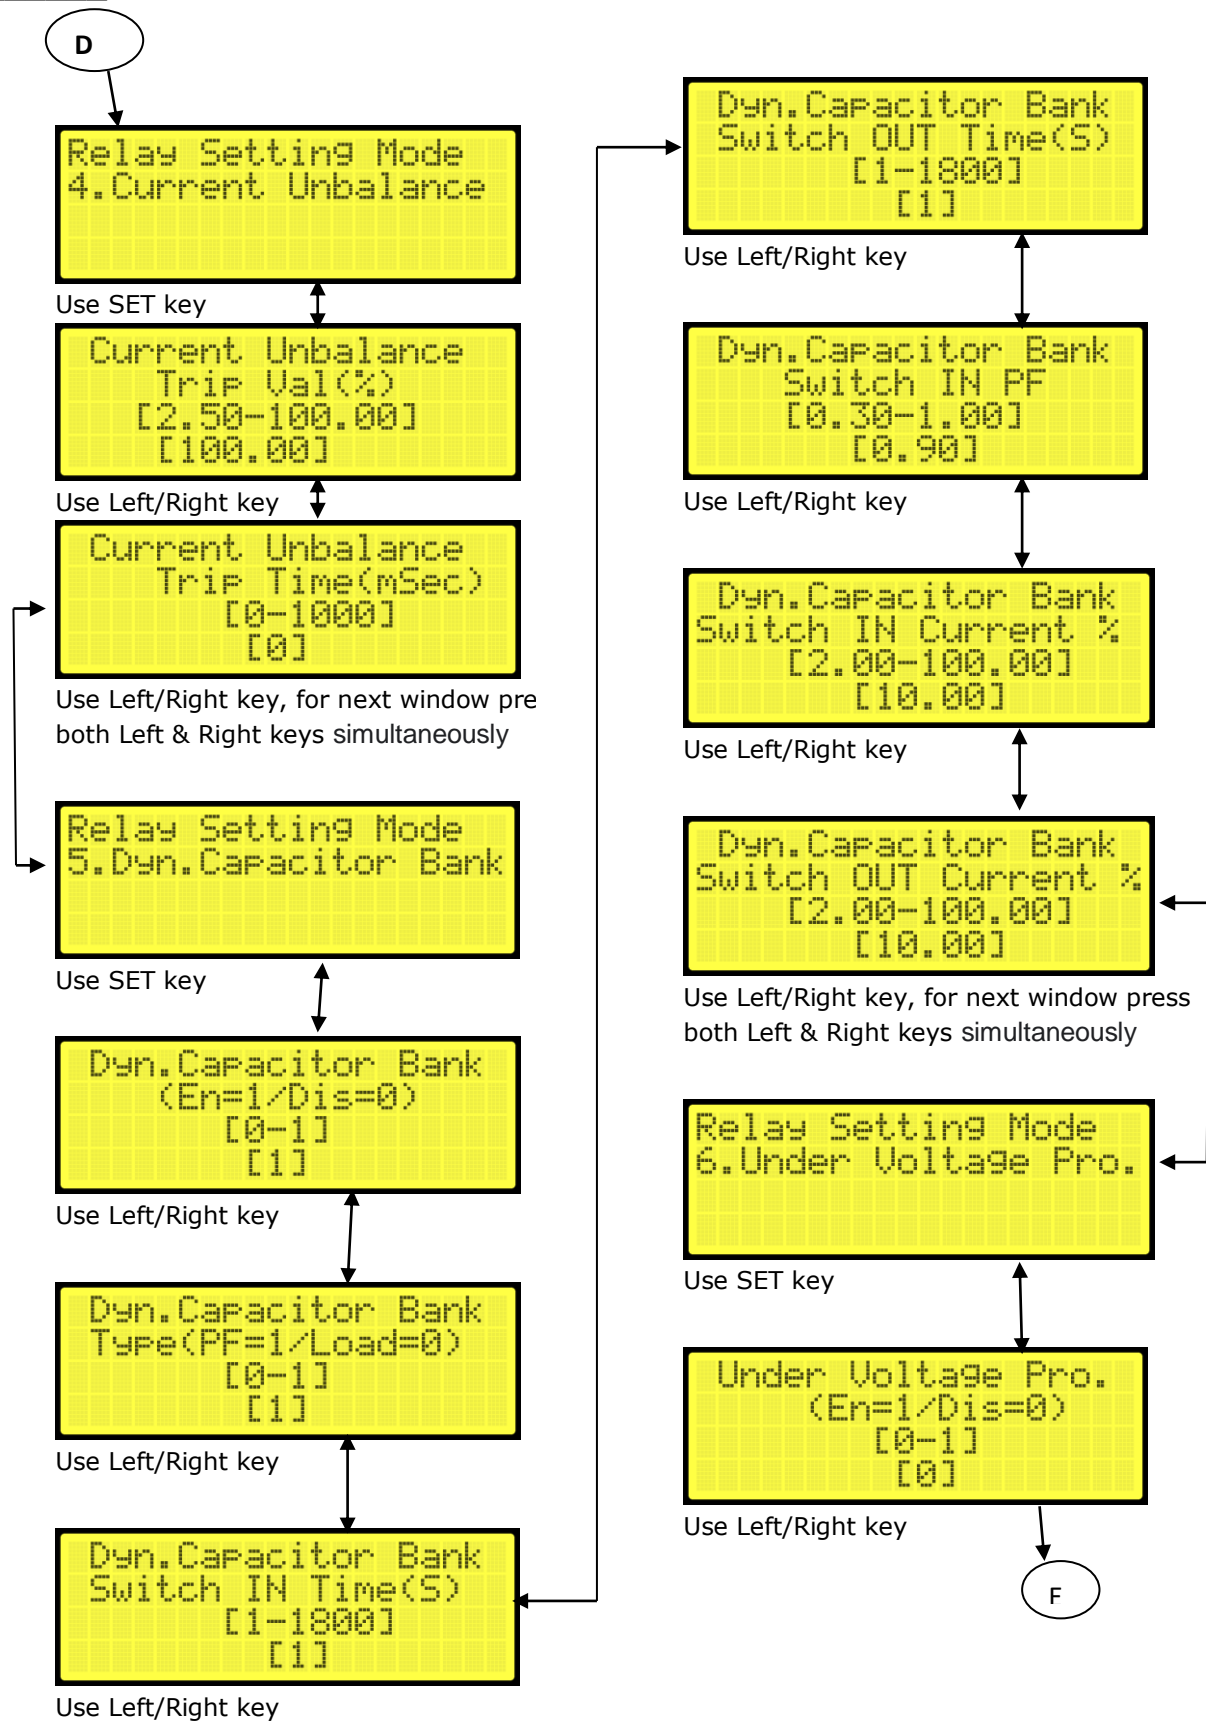 D
Relay Setting Mode
4.Current Unbalance
Use SET key
Current Unbalance
Trip Val(%)
[2.50-100.00]
[100.00]
Use Left/Right key
Current Unbalance
Trip Time(mSec)
[0-1000]
[0]
Use Left/Right key, for next window pre
both Left & Right keys simultaneously
Relay Setting Mode
5.Dyn.Capacitor Bank
Use SET key
Dyn.Capacitor Bank
(En=1/Dis=0)
[0-1]
[1]
Use Left/Right key
Dyn.Capacitor Bank
Type(PF=1/Load=0)
[0-1]
[1]
Use Left/Right key
Dyn.Capacitor Bank
Switch IN Time(S)
[1-1800]
[1]
Use Left/Right key
Dyn.Capacitor Bank
Switch OUT Time(S)
[1-1800]
[1]
Use Left/Right key
Dyn.Capacitor Bank
Switch IN PF
[0.30-1.00]
[0.90]
Use Left/Right key
Dyn.Capacitor Bank
Switch IN Current %
[2.00-100.00]
[10.00]
Use Left/Right key
Dyn.Capacitor Bank
Switch OUT Current %
[2.00-100.00]
[10.00]
Use Left/Right key, for next window press
both Left & Right keys simultaneously
Relay Setting Mode
6.Under Voltage Pro.
Use SET key
Under Voltage Pro.
(En=1/Dis=0)
[0-1]
[0]
Use Left/Right key
F